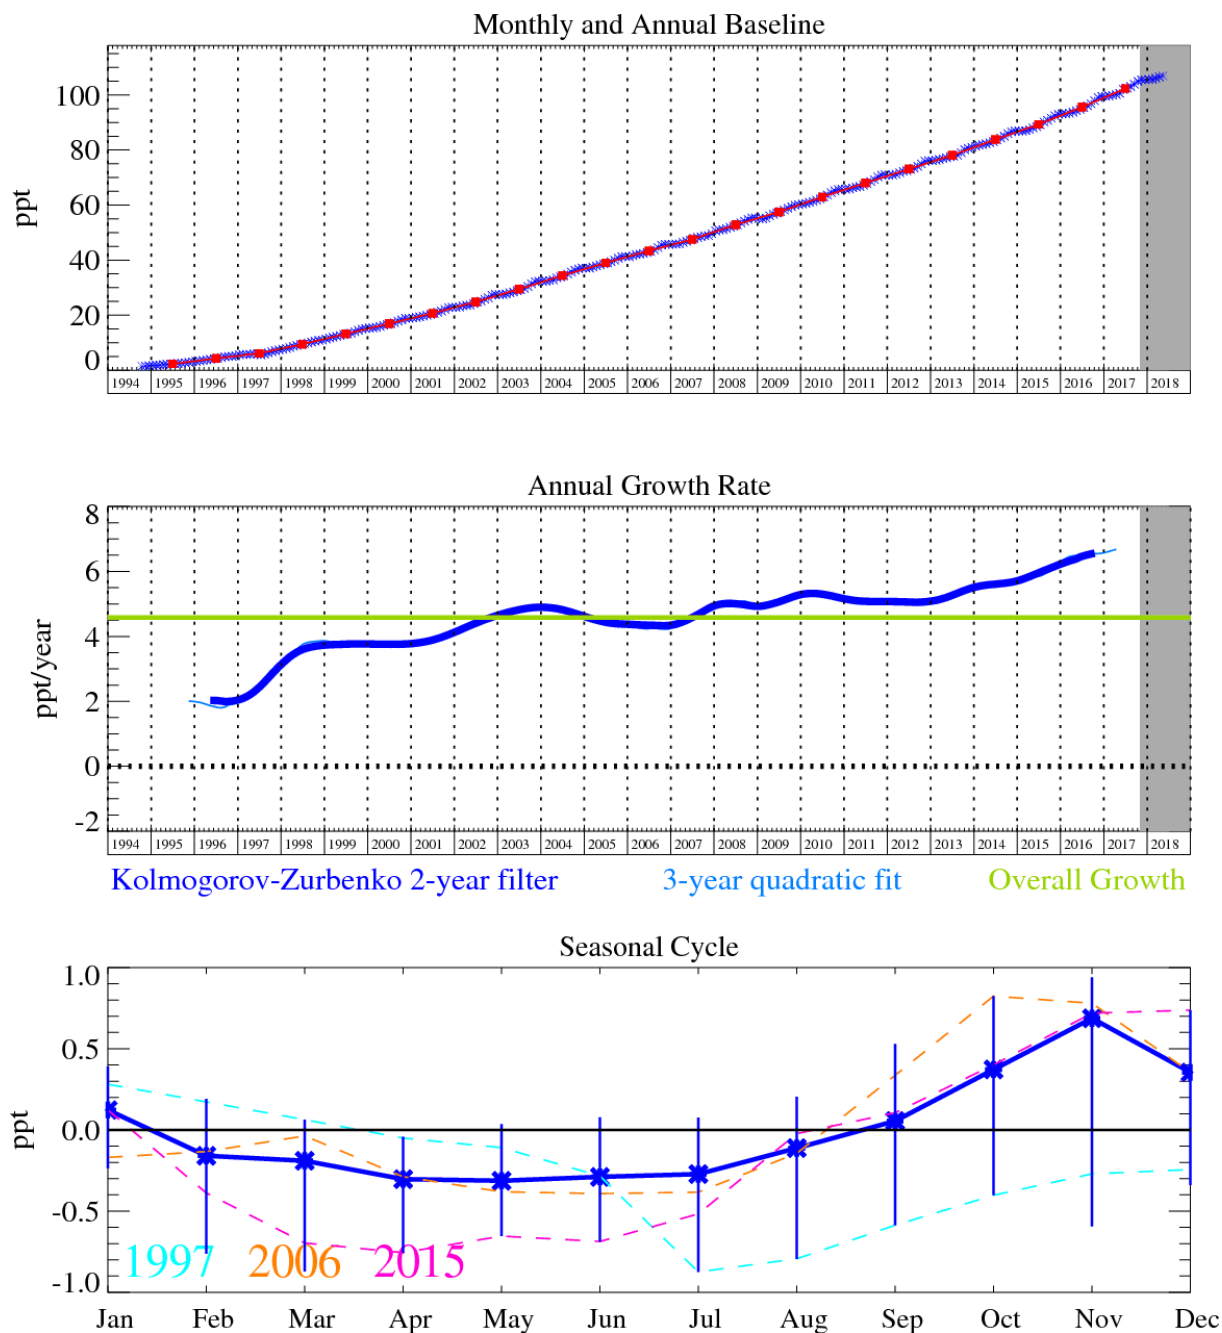 Monthly and Annual Baseline
100
80
60
40
20
0
ppt
1994 1995 1996 1997 1998 1999 2000 2001 2002 2003 2004 2005 2006 2007 2008 2009 2010 2011 2012 2013 2014 2015 2016 2017 2018
Annual Growth Rate
8
6
4
2
0
-2
ppt/year
1994 1995 1996 1997 1998 1999 2000 2001 2002 2003 2004 2005 2006 2007 2008 2009 2010 2011 2012 2013 2014 2015 2016 2017 2018
Kolmogorov-Zurbenko 2-year filter 3-year quadratic fit Overall Growth
Seasonal Cycle
1.0
0.5
0.0
-0.5
-1.0
ppt
1997 2006 2015
Jan Feb Mar Apr May Jun Jul Aug Sep Oct Nov Dec